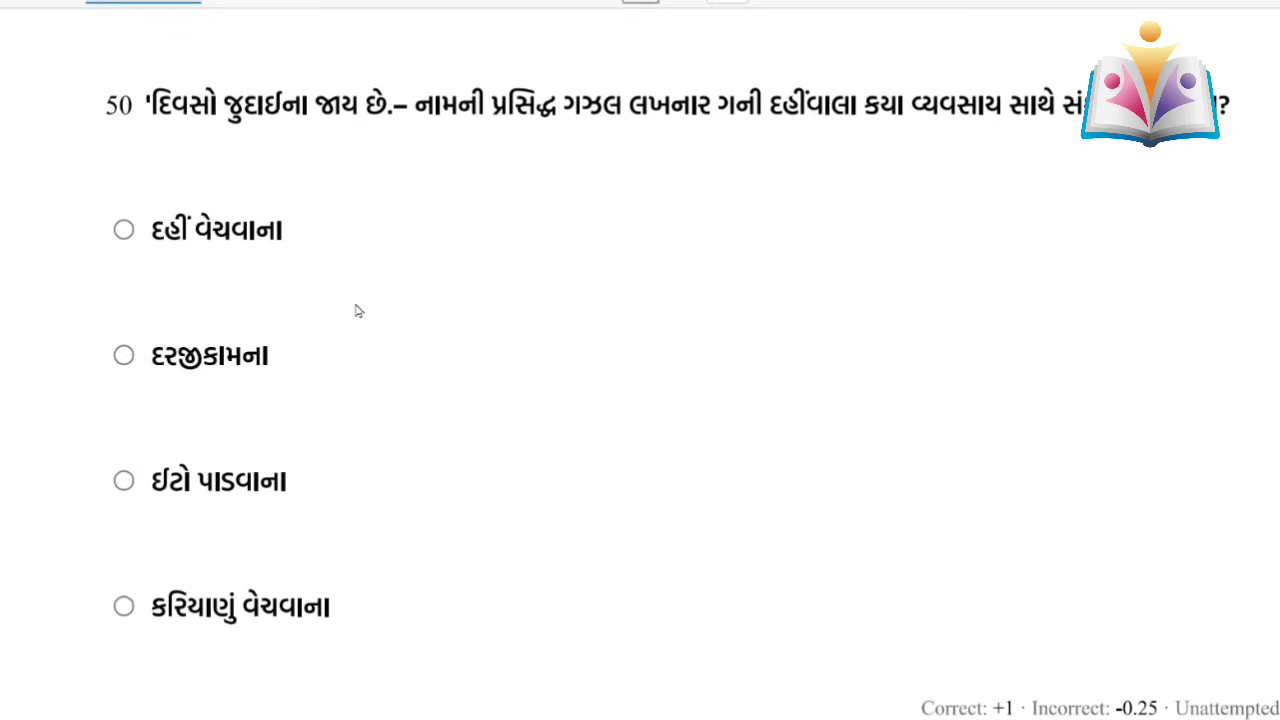 50 'દિવસો જુદાઈના જાય છે.– નામની પ્રસિદ્ધ ગઝલ લખનાર ગની દહીંવાલા કયા વ્યવસાય સાથે
દહીં વેચવાના
દરજીકામના
ઈટો પાડવાના
કરિયાણું વેચવાના
Correct: +1 · Incorrect: -0.25 · Unattempted